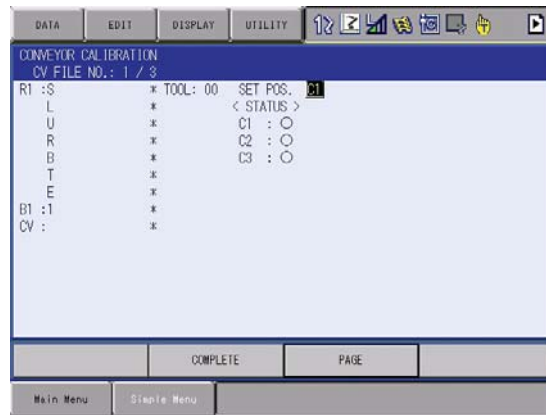 DATA EDIT DISPLAY UTILITY
CONVEYOR CALIBRATION
CV FILE NO.: 1 / 3
R1 :S * TOOL: 00 SET POS. C1
L * < STATUS >
U * C1 : ○
R * C2 : ○
B * C3 : ○
T *
E *
B1 :1 *
CV : *
COMPLETE PAGE
Main Menu Simple Menu